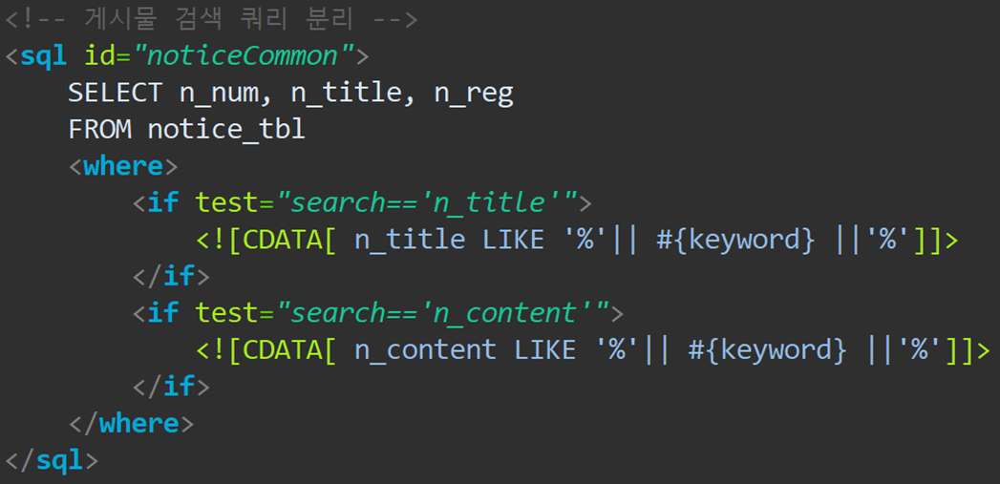 <!-- 게시물 검색 쿼리 분리 -->
<sql id="noticeCommon">
SELECT n_num, n_title, n_reg
FROM notice_tbl
<where>
<if test="search=='n_title'">
<![CDATA[ n_title LIKE '%'|| #{keyword} ||'%']]>
</if>
<if test="search=='n_content'">
<![CDATA[ n_content LIKE '%'|| #{keyword} ||'%']]>
</if>
</where>
</sql>